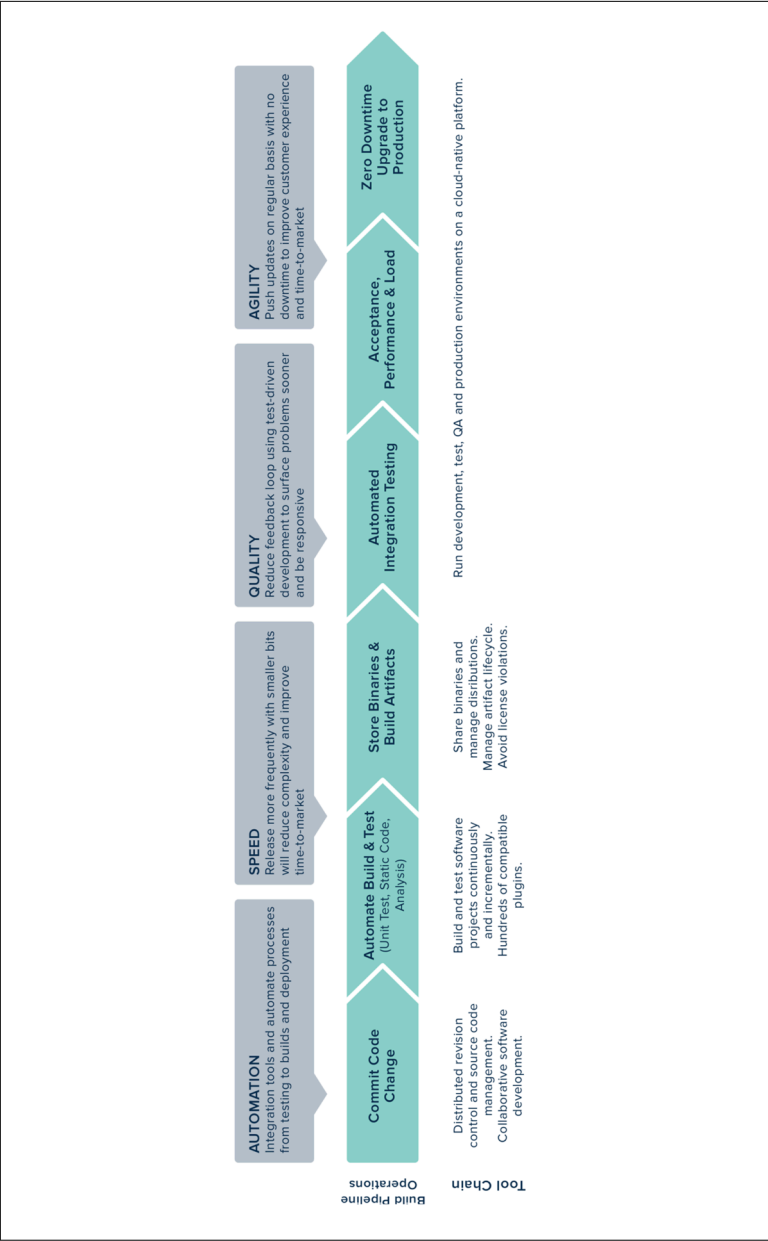 AUTOMATION
Integration tools and automate processes
from testing to builds and deployment
SPEED
Release more frequently with smaller bits
will reduce complexity and improve
time-to-market
QUALITY
Reduce feedback loop using test-driven
development to surface problems sooner
and be responsive
AGILITY
Push updates on regular basis with no
downtime to improve customer experience
and time-to-market
Build Pipeline
Operations
Commit Code
Change
Automate Build & Test
(Unit Test, Static Code,
Analysis)
Store Binaries &
Build Artifacts
Automated
Integration Testing
Acceptance,
Performance & Load
Zero Downtime
Upgrade to
Production
Tool Chain
Distributed revision
control and source code
management.
Collaborative software
development.
Build and test software
projects continuously
and incrementally.
Hundreds of compatible
plugins.
Share binaries and
manage disributions.
Manage artifact lifecycle.
Avoid license violations.
Run development, test, QA and production environments on a cloud-native platform.